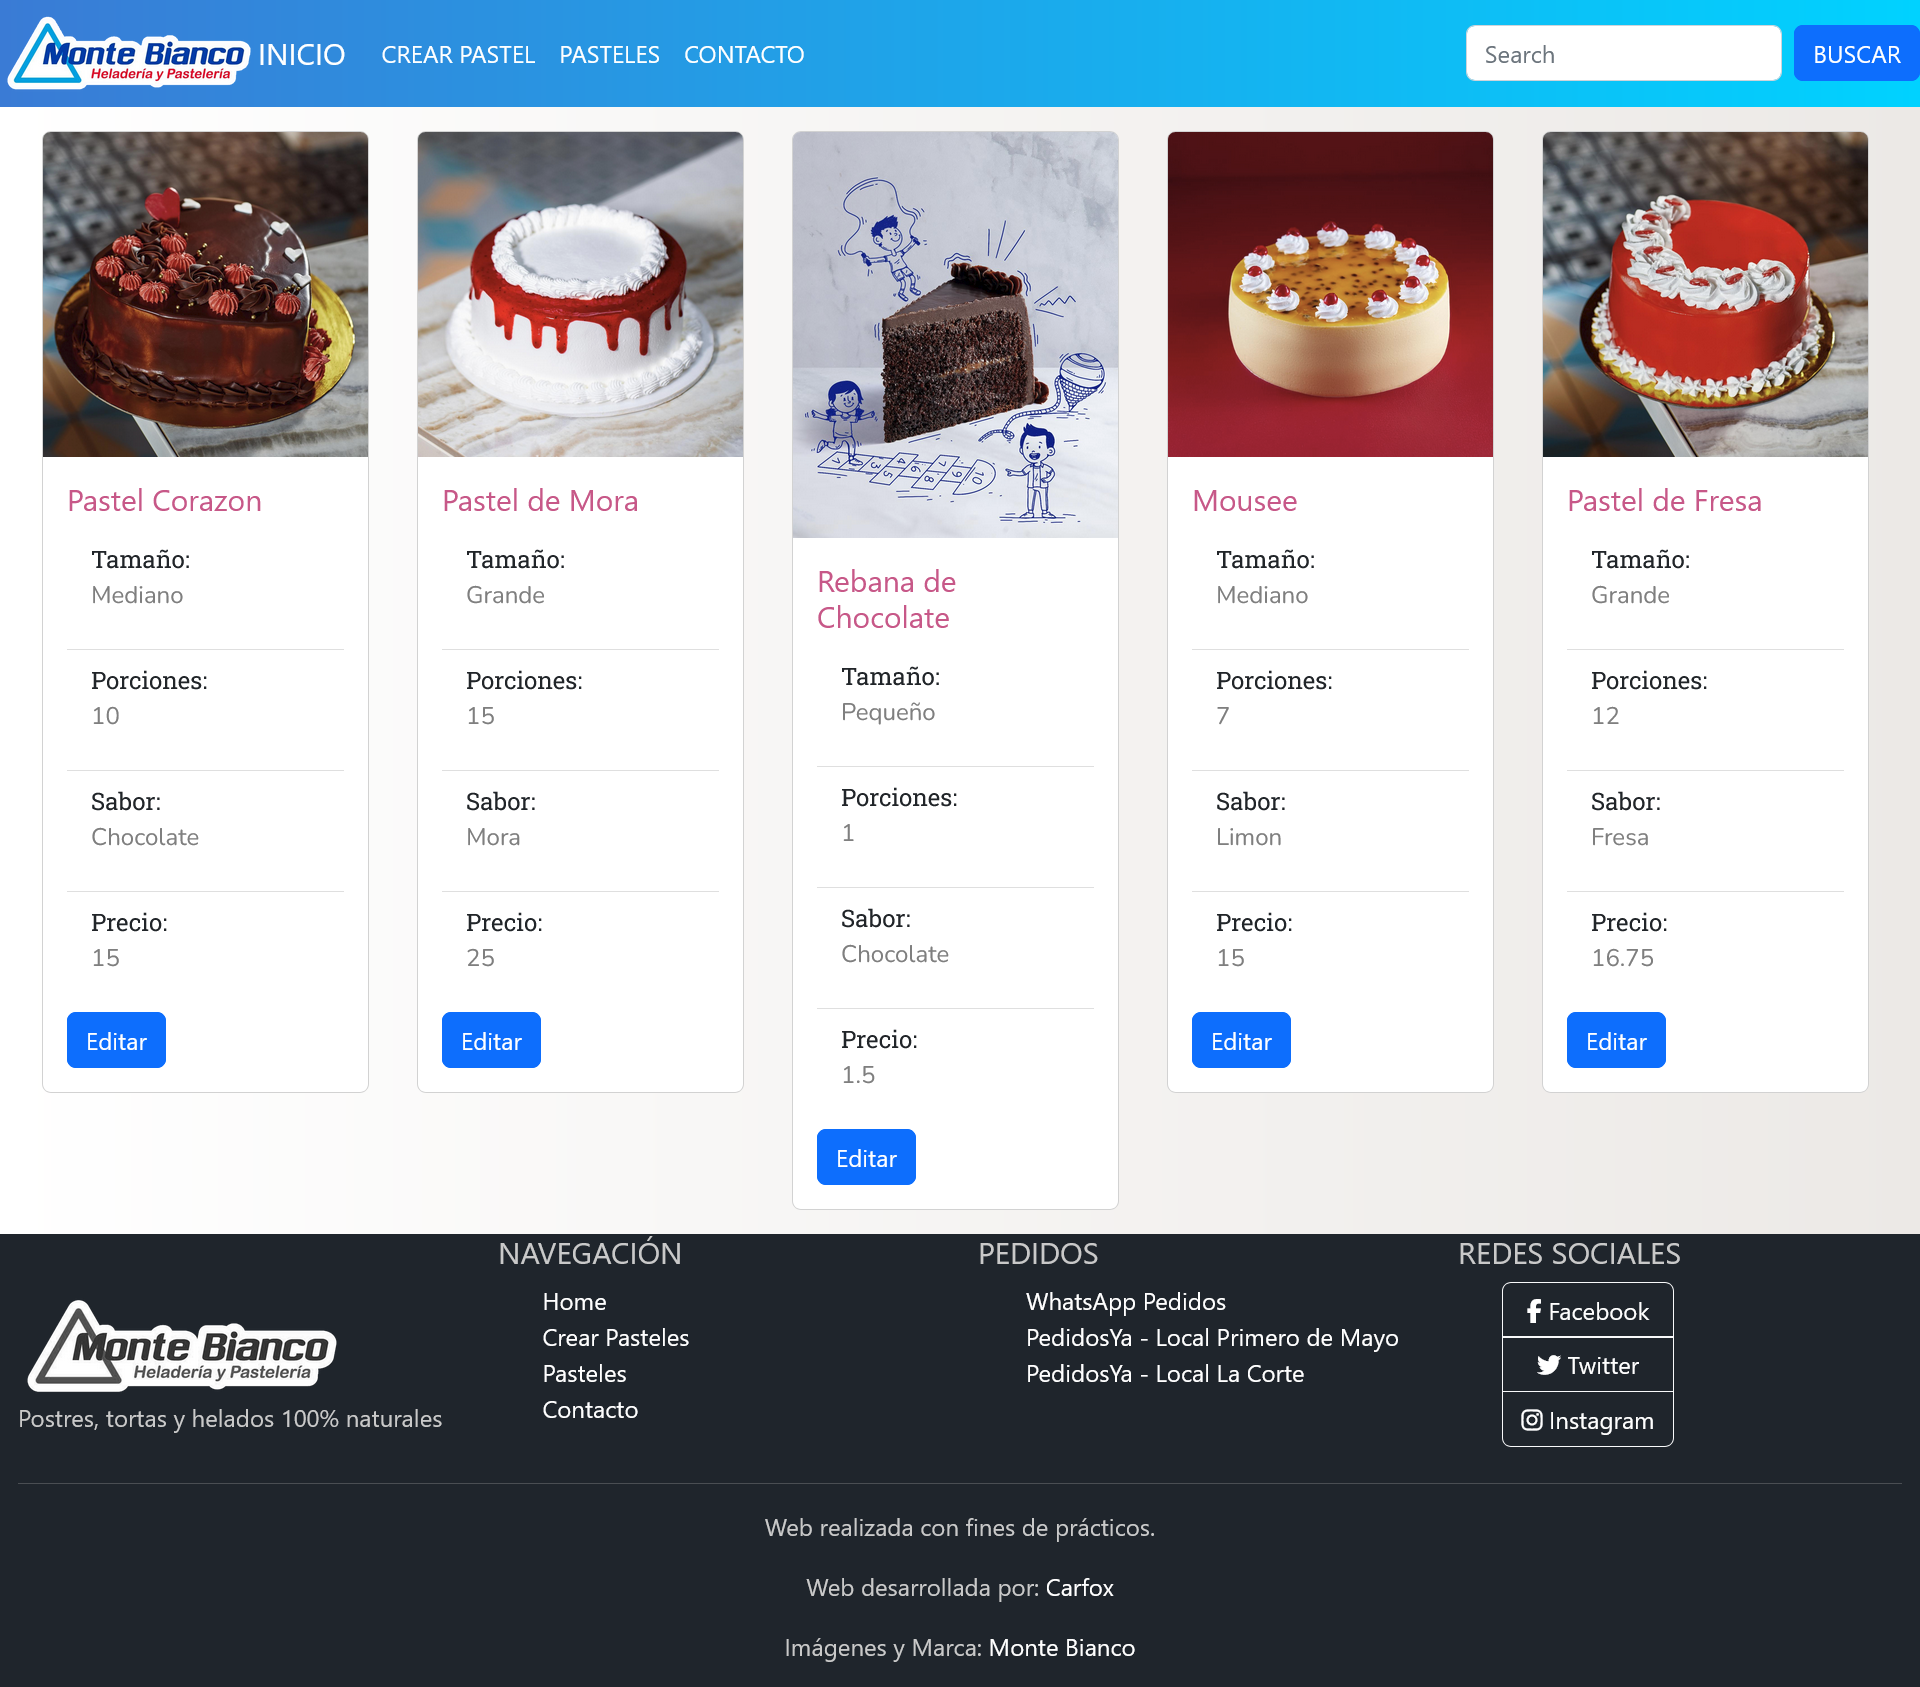 Monte Bianco
Heladería y Pastelería
INICIO
CREAR PASTEL
PASTELES
CONTACTO
Search
BUSCAR
Pastel Corazon
Tamaño:
Mediano
Porciones:
10
Sabor:
Chocolate
Precio:
15
Editar
Pastel de Mora
Tamaño:
Grande
Porciones:
15
Sabor:
Mora
Precio:
25
Editar
Rebana de
Chocolate
Tamaño:
Pequeño
Porciones:
1
Sabor:
Chocolate
Precio:
1.5
Editar
Mousee
Tamaño:
Mediano
Porciones:
7
Sabor:
Limon
Precio:
15
Editar
Pastel de Fresa
Tamaño:
Grande
Porciones:
12
Sabor:
Fresa
Precio:
16.75
Editar
Monte Bianco
Heladería y Pastelería
Postres, tortas y helados 100% naturales
NAVEGACIÓN
Home
Crear Pasteles
Pasteles
Contacto
PEDIDOS
WhatsApp Pedidos
PedidosYa - Local Primero de Mayo
PedidosYa - Local La Corte
REDES SOCIALES
Facebook
Twitter
Instagram
Web realizada con fines de prácticos.
Web desarrollada por: Carfox
Imágenes y Marca: Monte Bianco